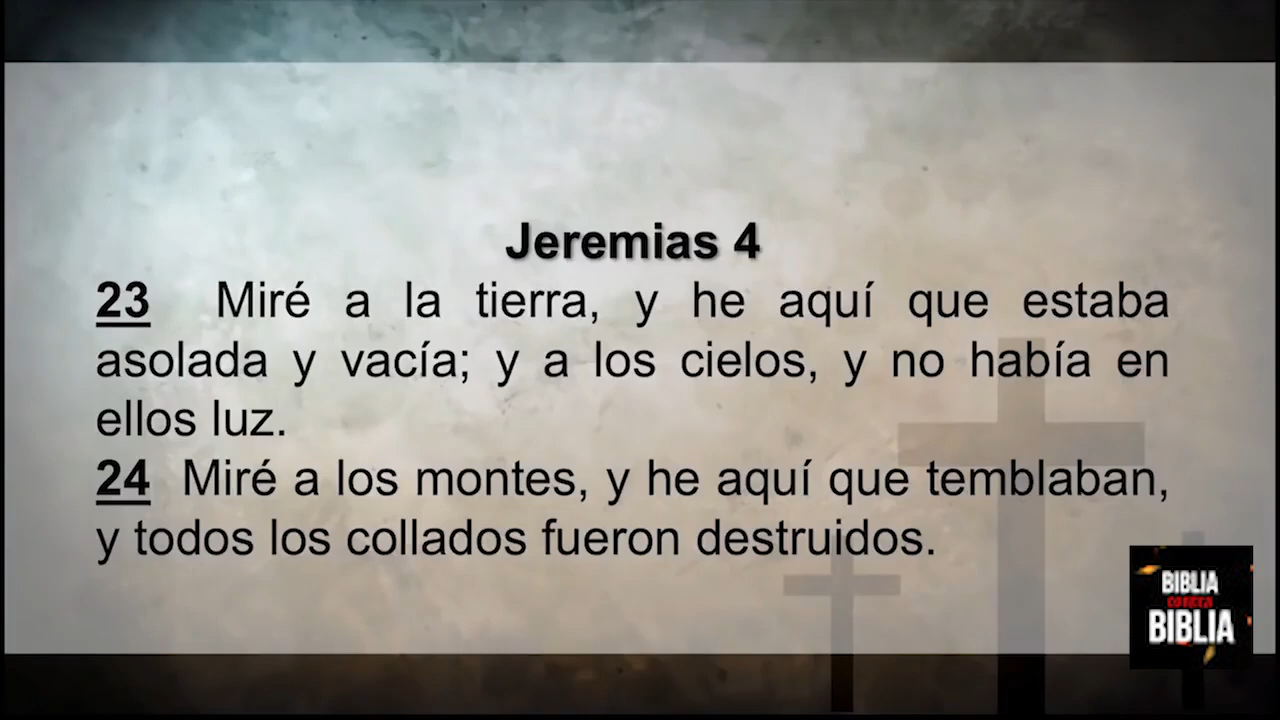 Jeremias 4
23 Miré a la tierra, y he aquí que estaba
asolada y vacía; y a los cielos, y no había en
ellos luz.
24 Miré a los montes, y he aquí que temblaban,
y todos los collados fueron destruidos.
BIBLIA
contra
BIBLIA